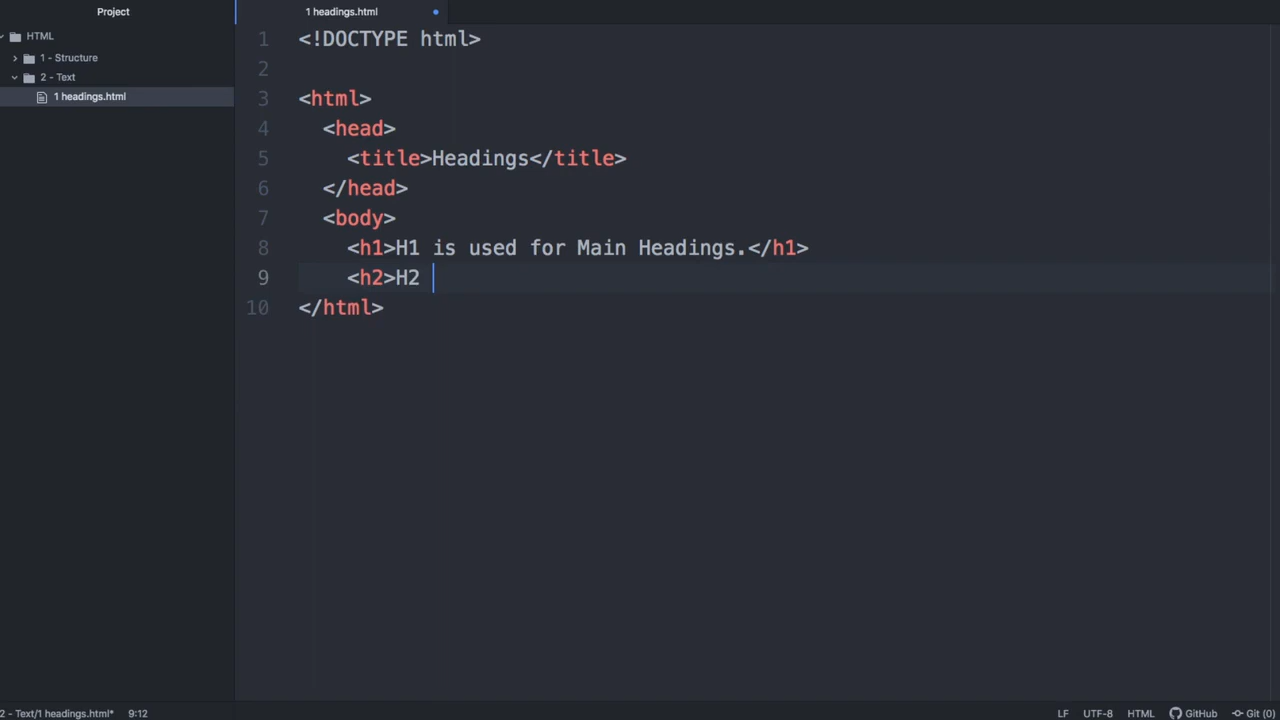 Project
1 headings.html
HTML
1 - Structure
2 - Text
1 headings.html
1 <!DOCTYPE html>
2
3 <html>
4 <head>
5 <title>Headings</title>
6 </head>
7 <body>
8 <h1>H1 is used for Main Headings.</h1>
9 <h2>H2
10 </html>
2 - Text/1 headings.html* 9:12 LF UTF-8 HTML GitHub Git (0)